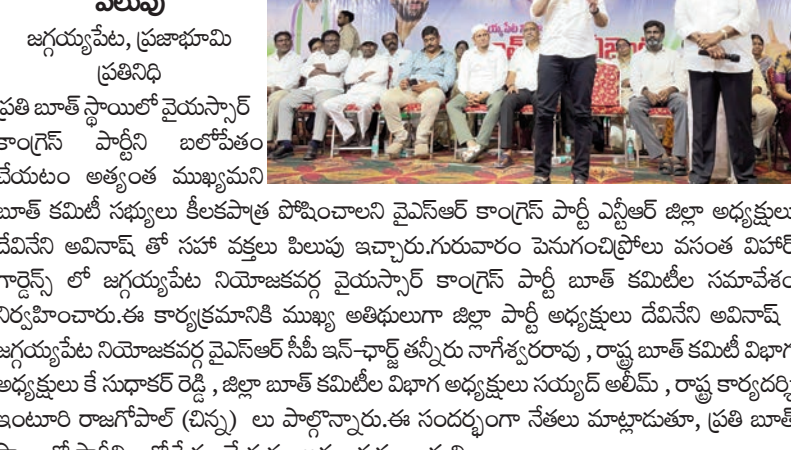 పిలుపు
జగ్గయ్యపేట, ప్రజాభూమి
ప్రతినిధి
ప్రతి బూత్ స్థాయిలో వైయస్సార్
కాంగ్రెస్ పార్టీని బలోపేతం
చేయటం అత్యంత ముఖ్యమని
బూత్ కమిటీ సభ్యులు కీలకపాత్ర పోషించాలని వైఎస్ఆర్ కాంగ్రెస్ పార్టీ ఎన్టీఆర్ జిల్లా అధ్యక్షులు
దేవినేని అవినాష్ తో సహా వక్తలు పిలుపు ఇచ్చారు.గురువారం పెనుగంచిప్రోలు వసంత విహార్
గార్డెన్స్ లో జగ్గయ్యపేట నియోజకవర్గ వైయస్సార్ కాంగ్రెస్ పార్టీ బూత్ కమిటీల సమావేశం
నిర్వహించారు.ఈ కార్యక్రమానికి ముఖ్య అతిథులుగా జిల్లా పార్టీ అధ్యక్షులు దేవినేని అవినాష్
జగ్గయ్యపేట నియోజకవర్గ వైఎస్ఆర్ సీపీ ఇన్-ఛార్జ్ తన్నీరు నాగేశ్వరరావు , రాష్ట్ర బూత్ కమిటీ విభాగ
అధ్యక్షులు కే సుధాకర్ రెడ్డి , జిల్లా బూత్ కమిటీల విభాగ అధ్యక్షులు సయ్యద్ అలీమ్ , రాష్ట్ర కార్యదర్శి
ఇంటూరి రాజగోపాల్ (చిన్న) లు పాల్గొన్నారు.ఈ సందర్భంగా నేతలు మాట్లాడుతూ, ప్రతి బూత్